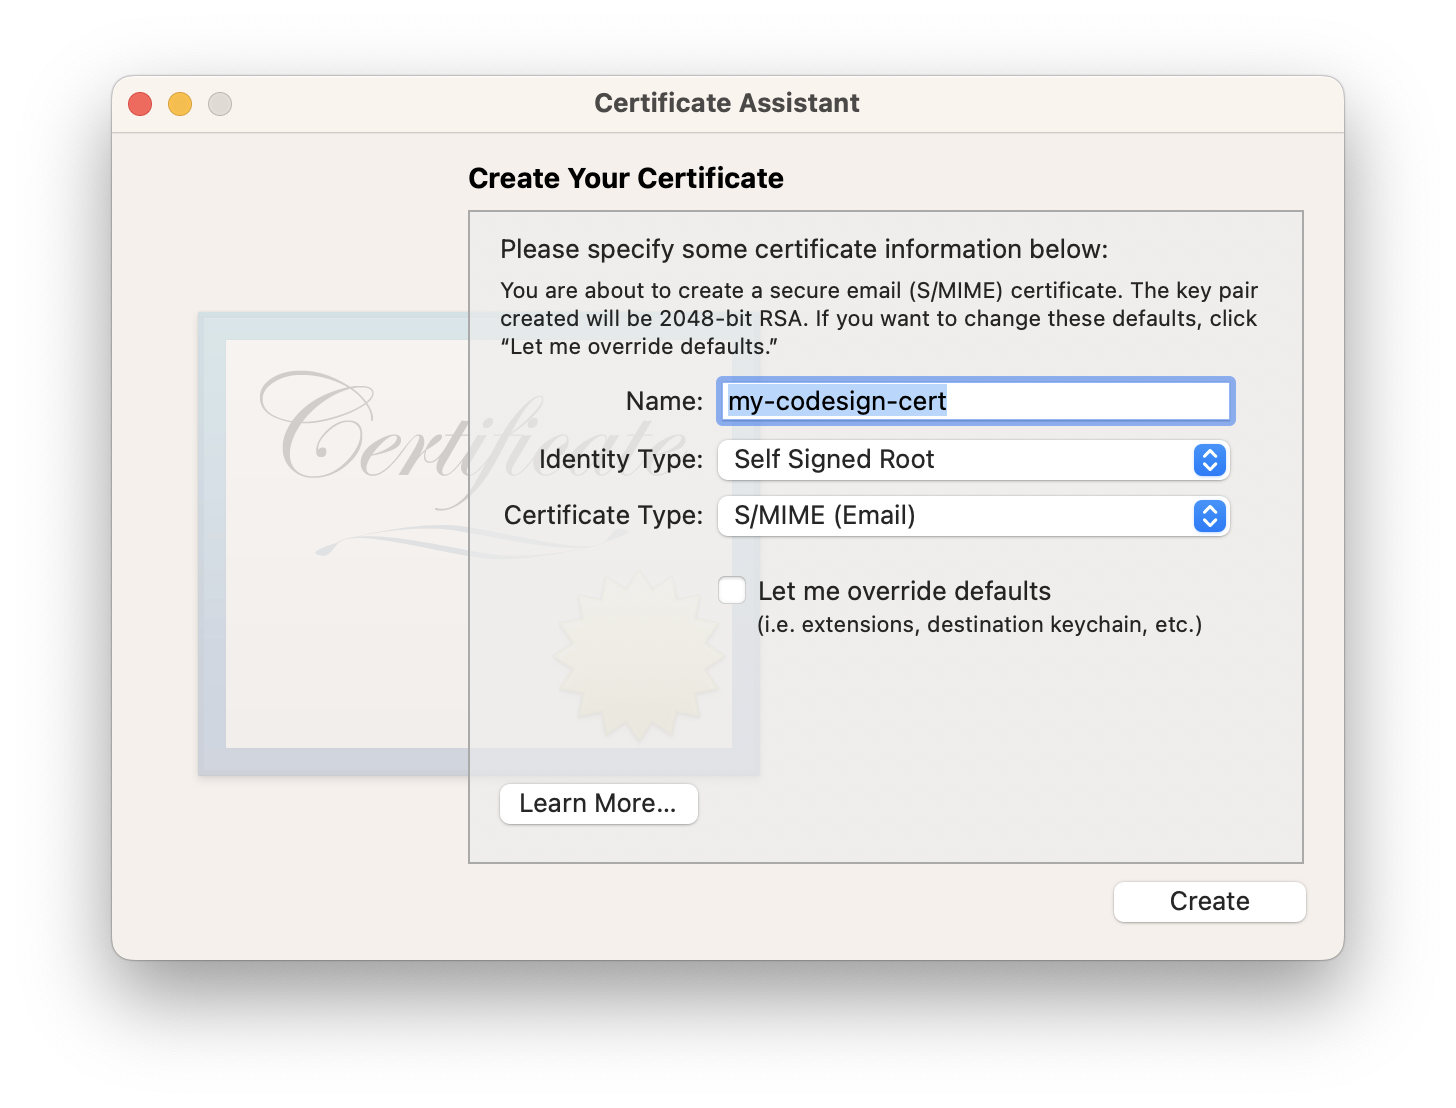 Certificate Assistant
Create Your Certificate
Please specify some certificate information below:
You are about to create a secure email (S/MIME) certificate. The key pair
created will be 2048-bit RSA. If you want to change these defaults, click
“Let me override defaults.”
Certificate
Name: my-codesign-cert
Identity Type: Self Signed Root
Certificate Type: S/MIME (Email)
Let me override defaults
(i.e. extensions, destination keychain, etc.)
Learn More...
Create